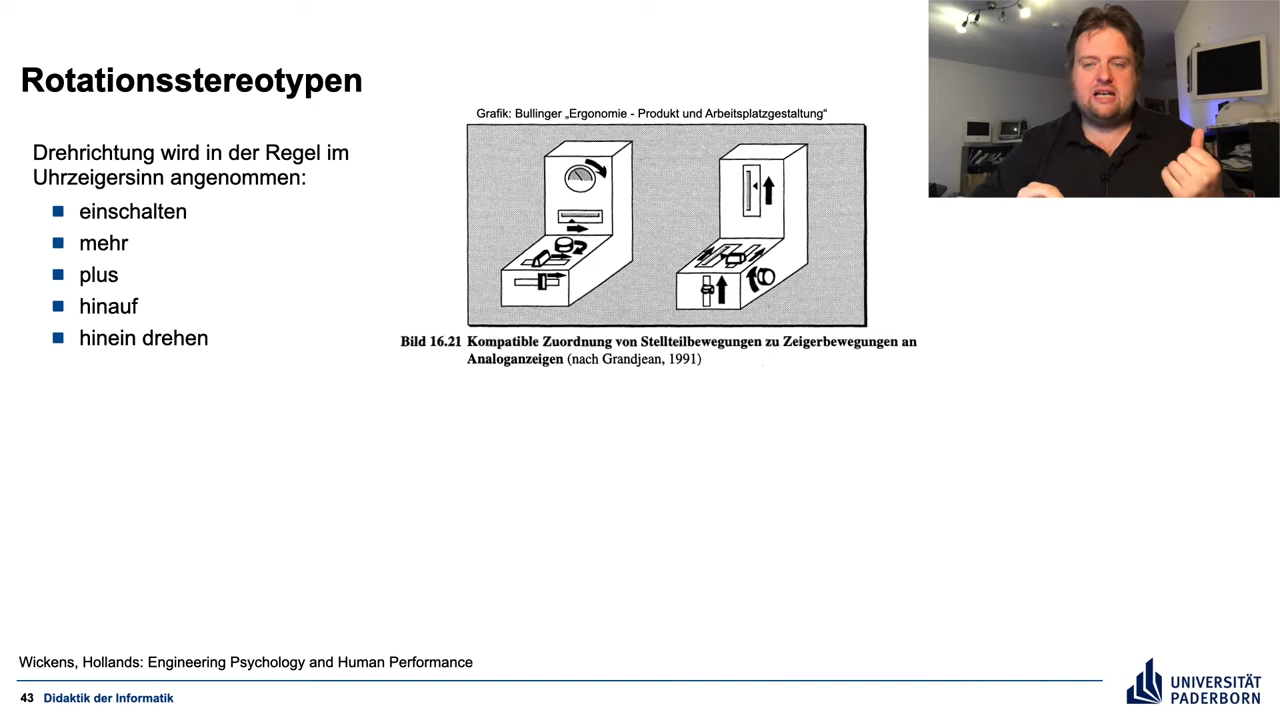 Rotationsstereotypen
Grafik: Bullinger „Ergonomie - Produkt und Arbeitsplatzgestaltung“
Drehrichtung wird in der Regel im
Uhrzeigersinn angenommen:
einschalten
mehr
plus
hinauf
hinein drehen
Bild 16.21 Kompatible Zuordnung von Stellteilbewegungen zu Zeigerbewegungen an
Analoganzeigen (nach Grandjean, 1991)
Wickens, Hollands: Engineering Psychology and Human Performance
43 Didaktik der Informatik
UNIVERSITÄT
PADERBORN